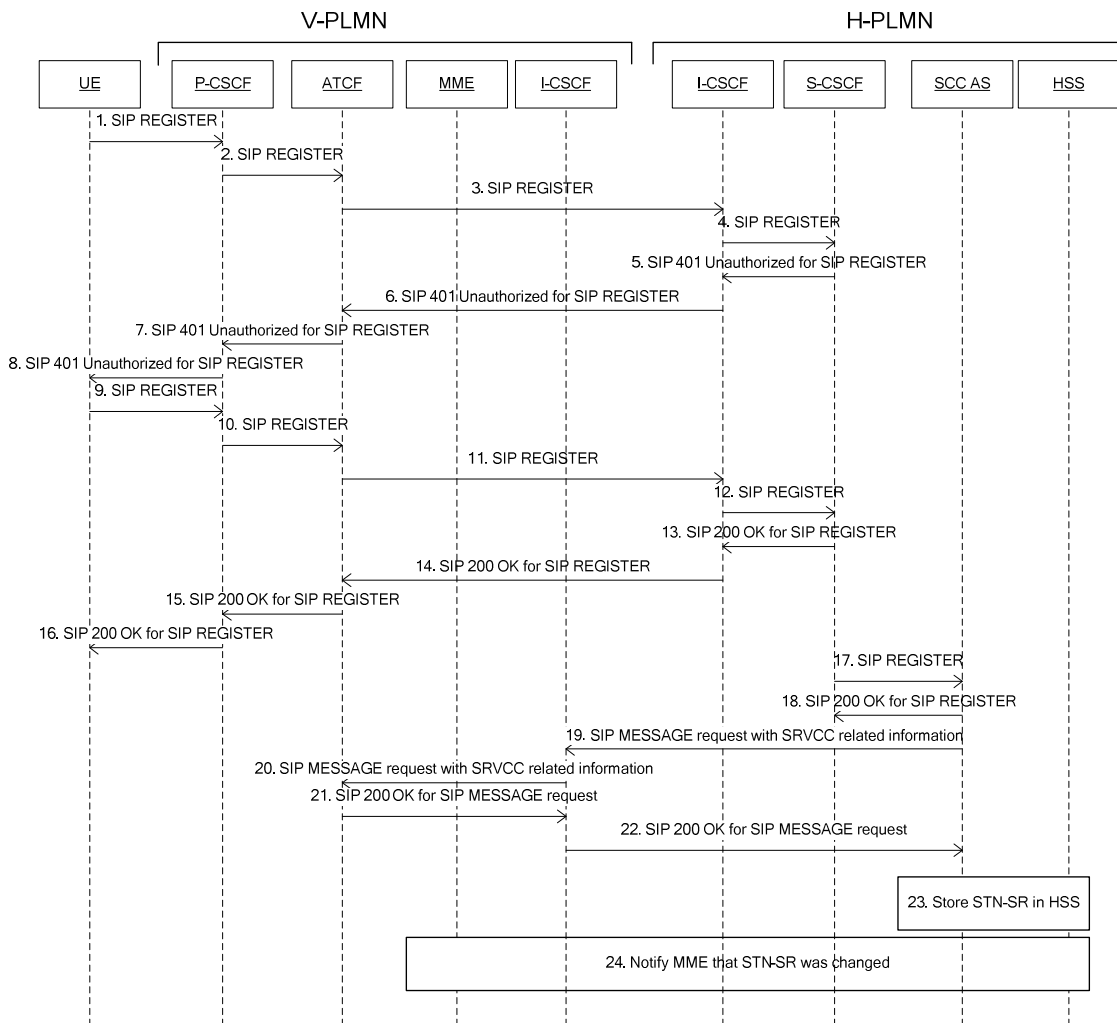 V-PLMN
H-PLMN
UE
P-CSCF
ATCF
MME
I-CSCF
I-CSCF
S-CSCF
SCC AS
HSS
1. SIP REGISTER
2. SIP REGISTER
3. SIP REGISTER
4. SIP REGISTER
5. SIP 401 Unauthorized for SIP REGISTER
6. SIP 401 Unauthorized for SIP REGISTER
7. SIP 401 Unauthorized for SIP REGISTER
8. SIP 401 Unauthorized for SIP REGISTER
9. SIP REGISTER
10. SIP REGISTER
11. SIP REGISTER
12. SIP REGISTER
13. SIP 200 OK for SIP REGISTER
14. SIP 200 OK for SIP REGISTER
15. SIP 200 OK for SIP REGISTER
16. SIP 200 OK for SIP REGISTER
17. SIP REGISTER
18. SIP 200 OK for SIP REGISTER
19. SIP MESSAGE request with SRVCC related information
20. SIP MESSAGE request with SRVCC related information
21. SIP 200 OK for SIP MESSAGE request
22. SIP 200 OK for SIP MESSAGE request
23. Store STN-SR in HSS
24. Notify MME that STN-SR was changed